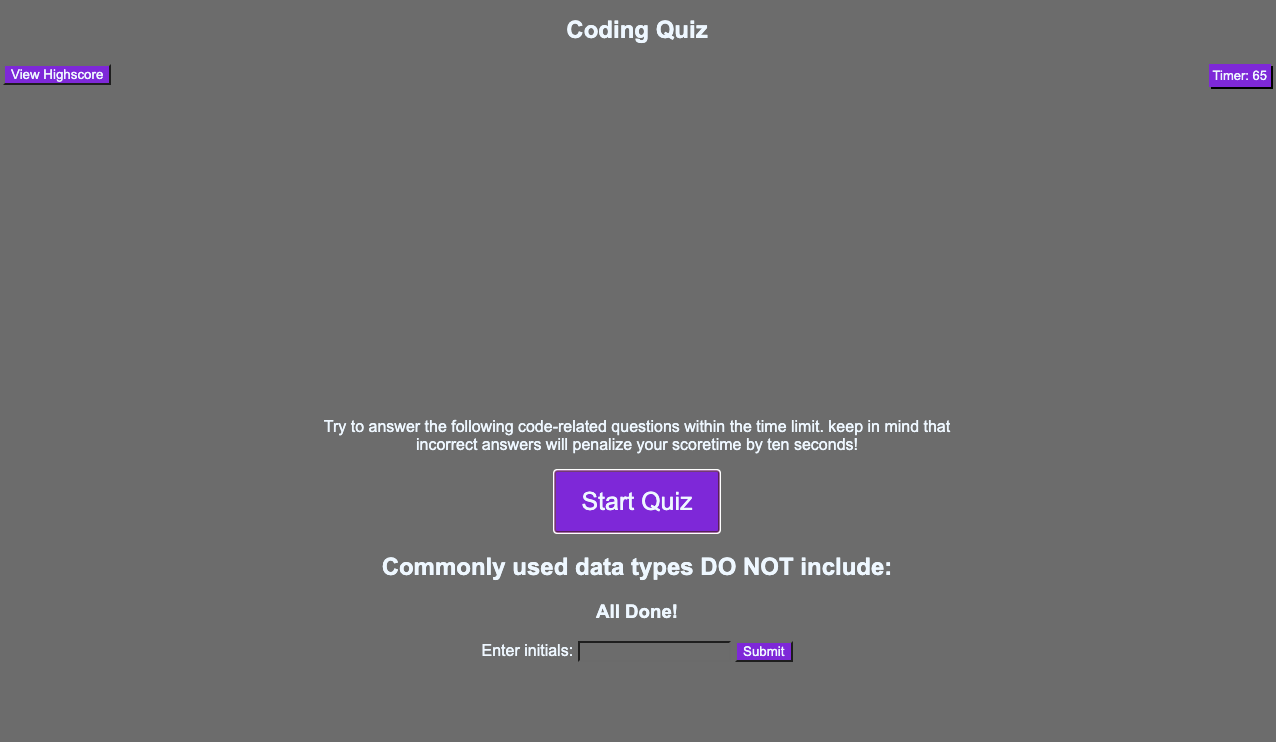 Coding Quiz
View Highscore
Timer: 65
Try to answer the following code-related questions within the time limit. keep in mind that
incorrect answers will penalize your scoretime by ten seconds!
Start Quiz
Commonly used data types DO NOT include:
All Done!
Enter initials:
Submit